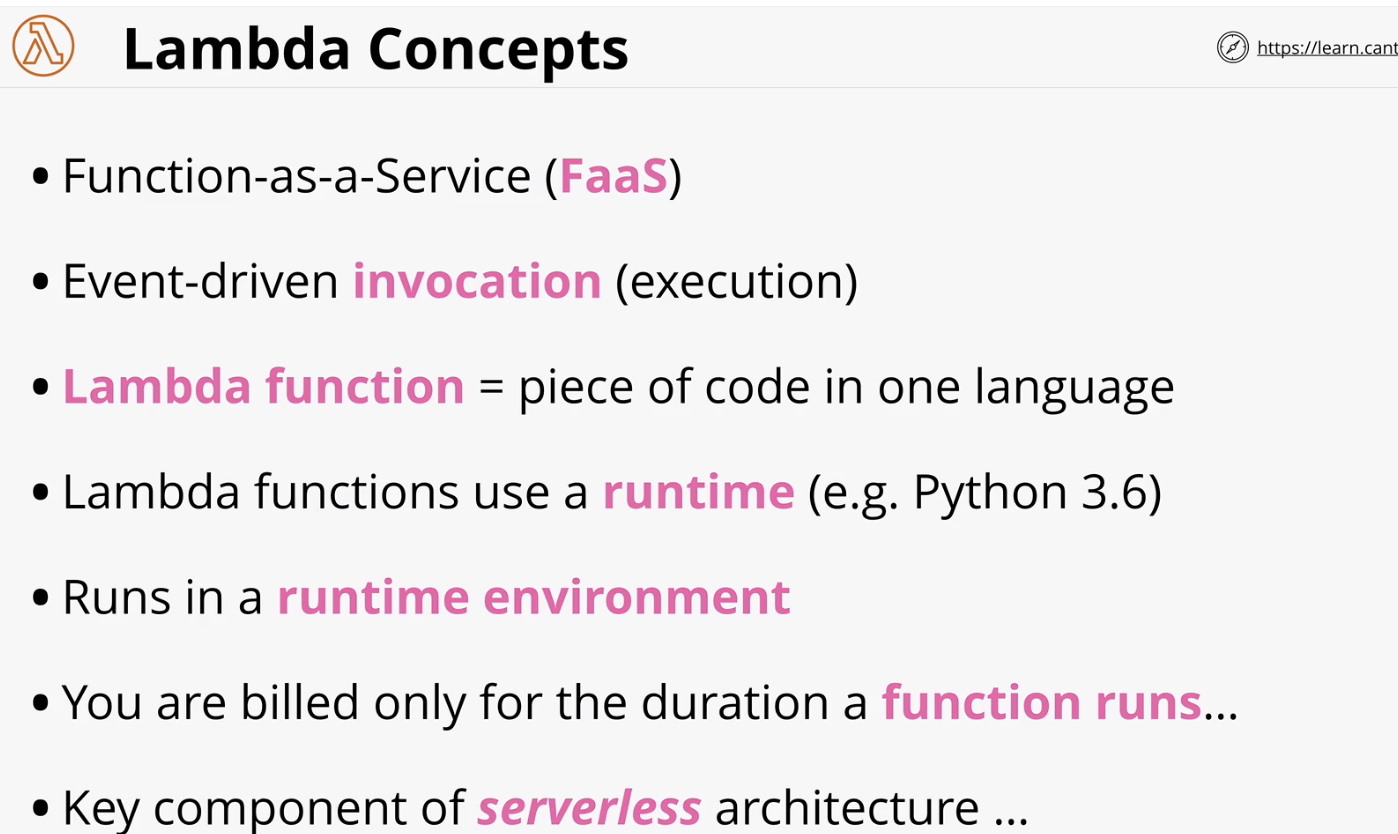 Lambda Concepts
https://learn.cant
• Function-as-a-Service (FaaS)
• Event-driven invocation (execution)
• Lambda function = piece of code in one language
• Lambda functions use a runtime (e.g. Python 3.6)
• Runs in a runtime environment
• You are billed only for the duration a function runs...
• Key component of serverless architecture ...